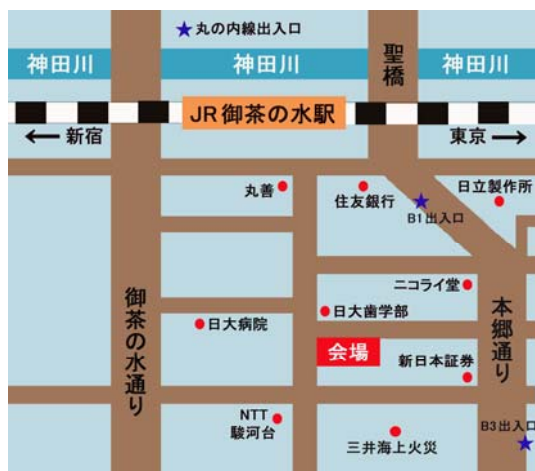 丸の内線出入口
神田川
神田川
聖橋
神田川
JR御茶の水駅
←新宿
東京→
丸善
住友銀行
B1出入口
日立製作所
ニコライ堂
日大歯学部
日大病院
御茶の水通り
本郷通り
会場
新日本証券
NTT
駿河台
三井海上火災
B3出入口